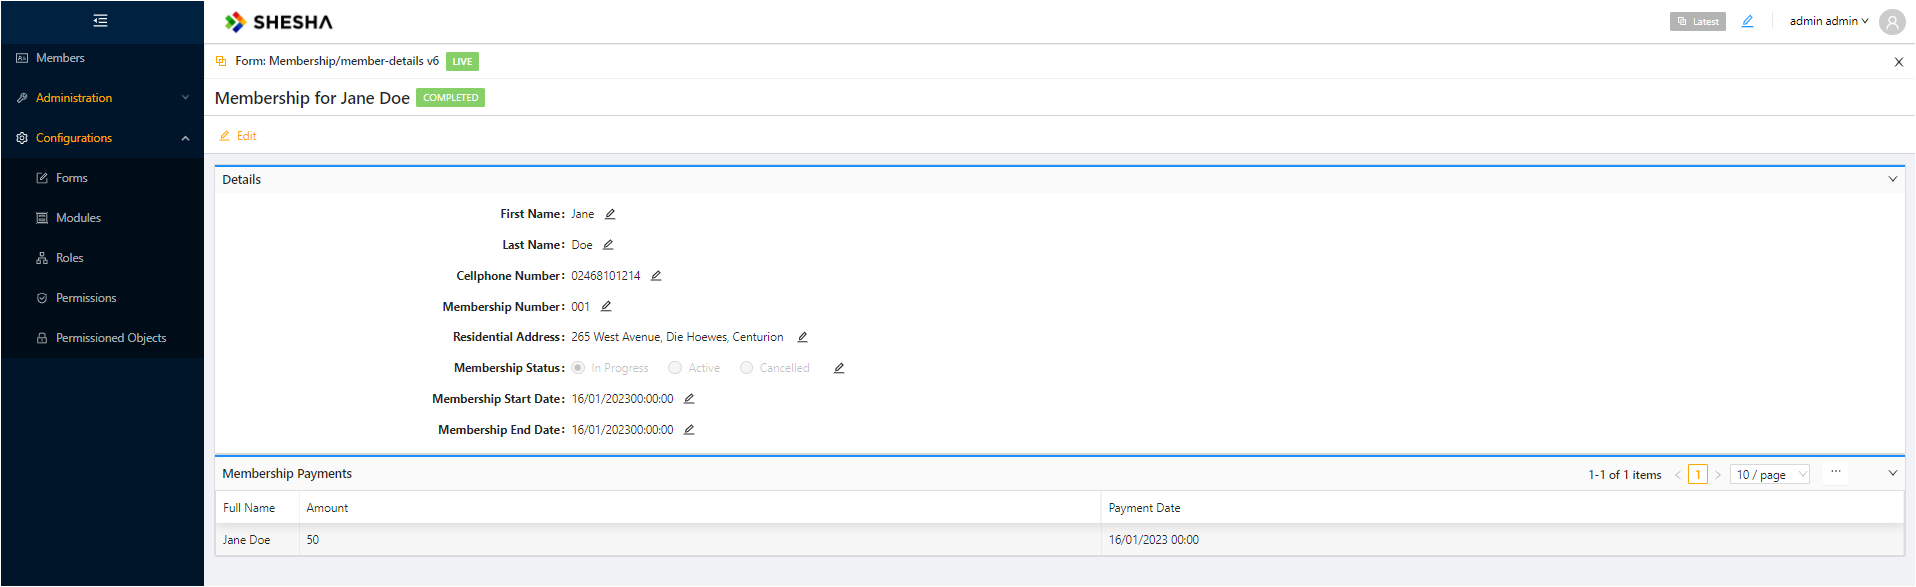 SHESHA
Latest
admin admin
Members
Administration
Configurations
Forms
Modules
Roles
Permissions
Permissioned Objects
Form: Membership/member-details v6 LIVE
Membership for Jane Doe COMPLETED
Edit
Details
First Name: Jane
Last Name: Doe
Cellphone Number: 02468101214
Membership Number: 001
Residential Address: 265 West Avenue, Die Hoewes, Centurion
Membership Status: In Progress Active Cancelled
Membership Start Date: 16/01/202300:00:00
Membership End Date: 16/01/202300:00:00
Membership Payments 1-1 of 1 items < 1 > 10 / page ...
Full Name Amount Payment Date
Jane Doe 50 16/01/2023 00:00